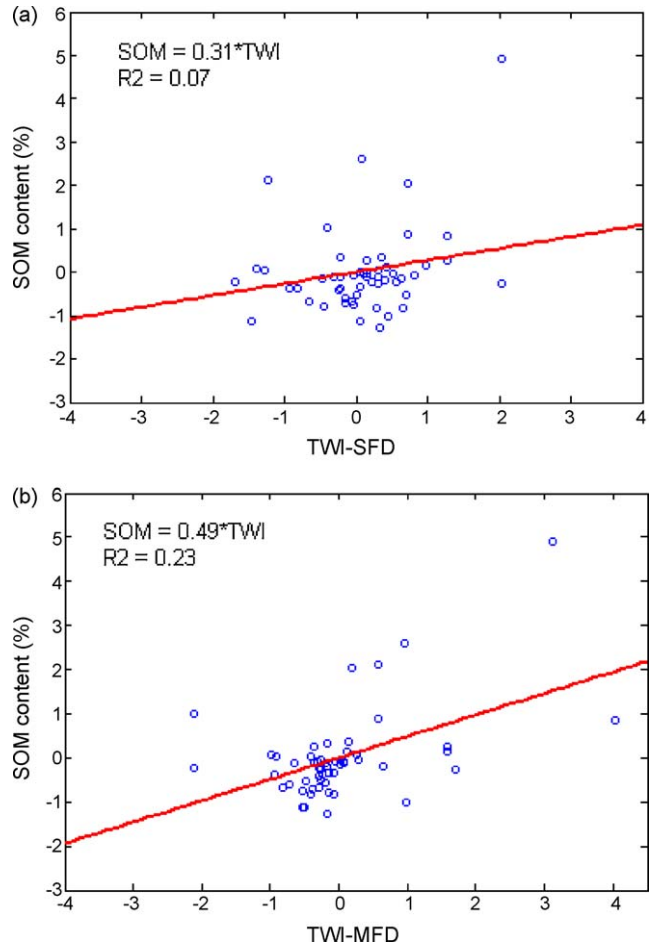 (a)
SOM = 0.31*TWI
R2 = 0.07
SOM content (%)
6
5
4
3
2
1
0
-1
-2
-3
-4 -3 -2 -1 0 1 2 3 4
TWI-SFD
(b)
SOM = 0.49*TWI
R2 = 0.23
SOM content (%)
6
5
4
3
2
1
0
-1
-2
-3
-4 -3 -2 -1 0 1 2 3 4
TWI-MFD